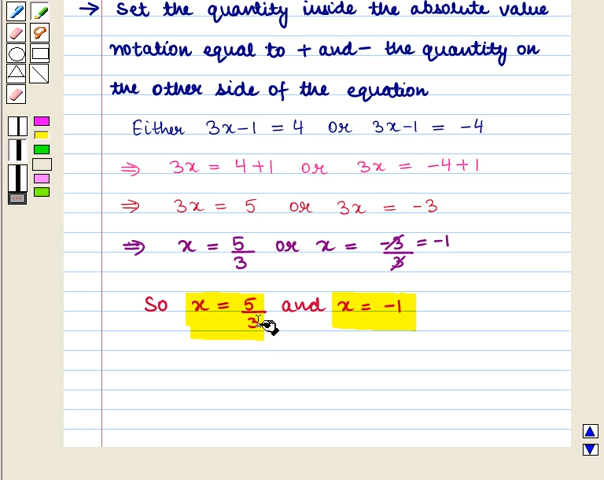 → Set the quantity inside the absolute value
notation equal to + and - the quantity on
the other side of the equation
Either 3x-1 = 4 or 3x-1 = -4
⇒ 3x = 4+1 or 3x = -4+1
⇒ 3x = 5 or 3x = -3
⇒ x = 5/3 or x = -3/3 = -1
So x = 5/3 and x = -1